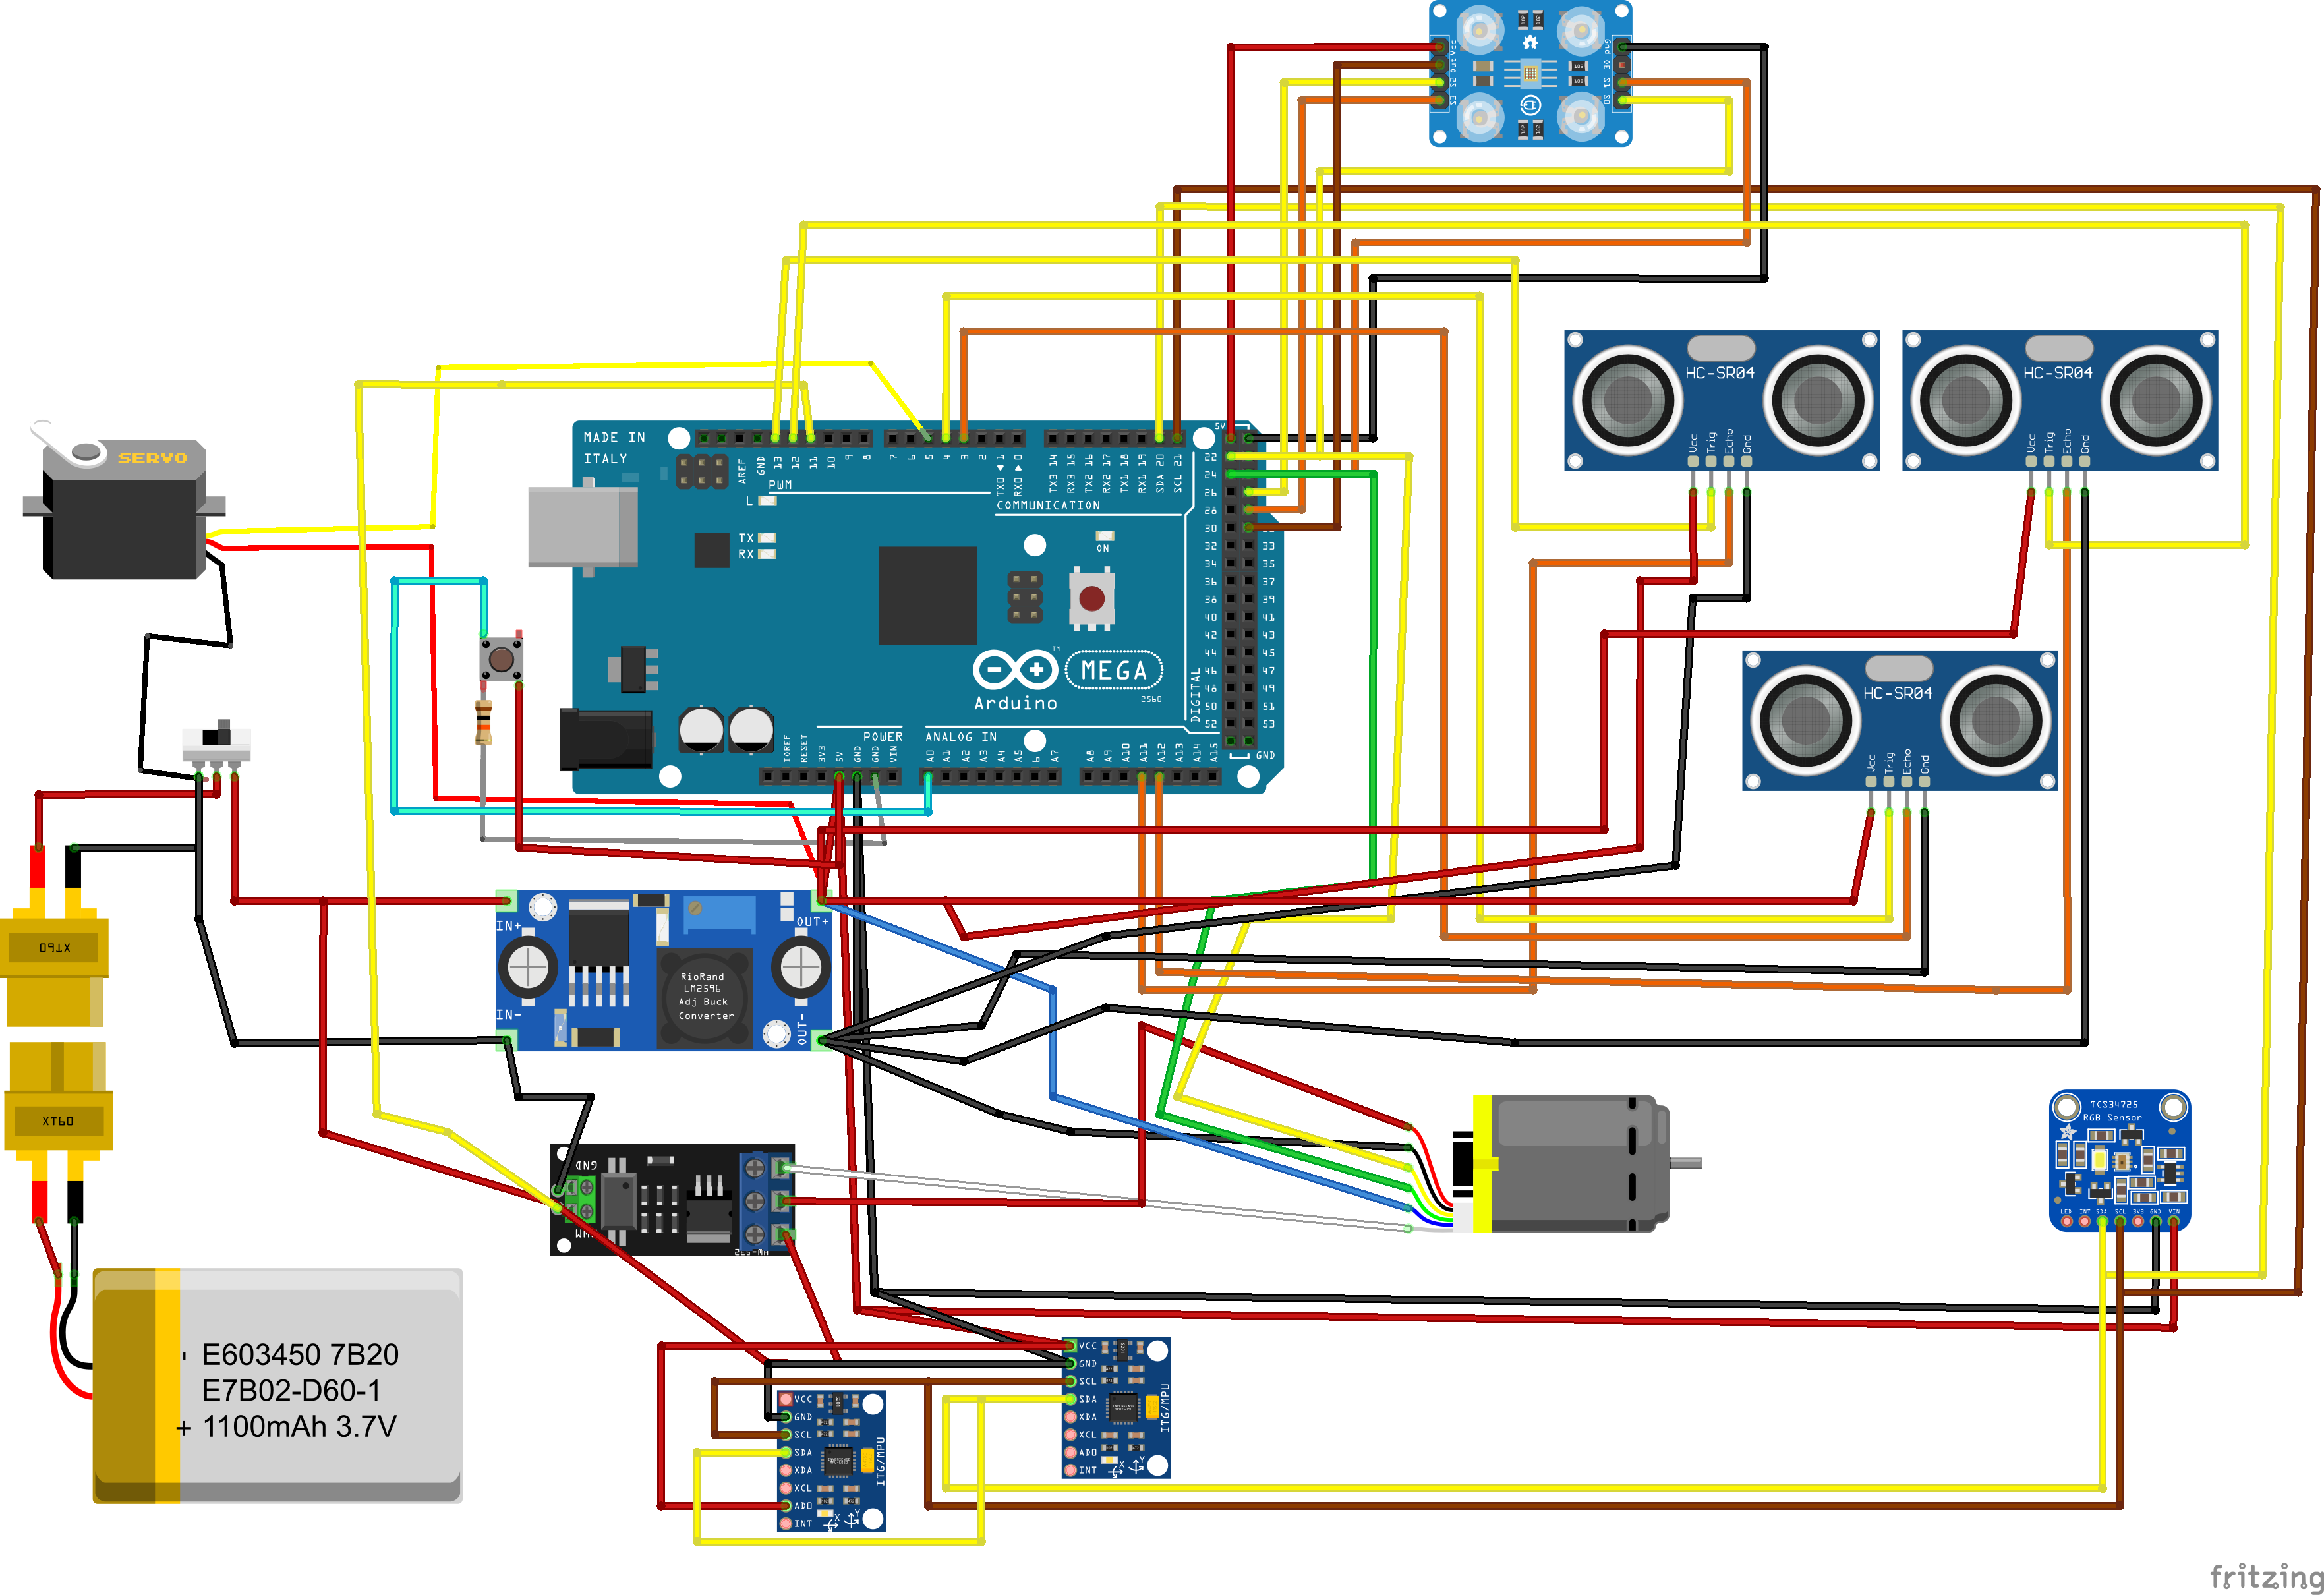 Vcc
Out
S2
S3
Gnd
OE
S1
S0
102
102
103
103
102
102
SERVO
MADE IN
ITALY
AREF
GND
13
12
11
10
9
8
7
6
5
4
3
2
TX0 1
RX0 0
TX3 14
RX3 15
TX2 16
RX2 17
TX1 18
RX1 19
SDA 20
SCL 21
5V
PWM
L
COMMUNICATION
TX
RX
ON
22
24
26
28
30
32 33
34 35
36 37
38 39
40 41
42 43
44 45
46 47
48 49
50 51
52 53
GND
DIGITAL
MEGA
2560
TM
Arduino
POWER
ANALOG IN
IOREF
RESET
3V3
5V
GND
GND
VIN
A0
A1
A2
A3
A4
A5
6
A7
A8
A9
A10
A11
A12
A13
A14
A15
HC-SR04
Vcc
Trig
Echo
Gnd
HC-SR04
Vcc
Trig
Echo
Gnd
HC-SR04
Vcc
Trig
Echo
Gnd
XT60
XT60
IN+
IN-
OUT+
OUT-
RioRand
LM2596
Adj Buck
Converter
GND
TCS34725
RGB Sensor
LED
INT
SDA
SCL
3V3
GND
VIN
- E603450 7B20
E7B02-D60-1
+ 1100mAh 3.7V
VCC
GND
SCL
SDA
XDA
XCL
ADO
INT
ITG/MPU
X
Y
VCC
GND
SCL
SDA
XDA
XCL
ADO
INT
ITG/MPU
X
Y
fritzing